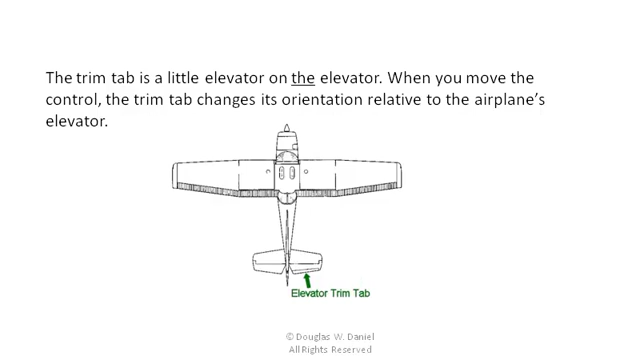 The trim tab is a little elevator on the elevator. When you move the
control, the trim tab changes its orientation relative to the airplane’s
elevator.
Elevator Trim Tab
© Douglas W. Daniel
All Rights Reserved